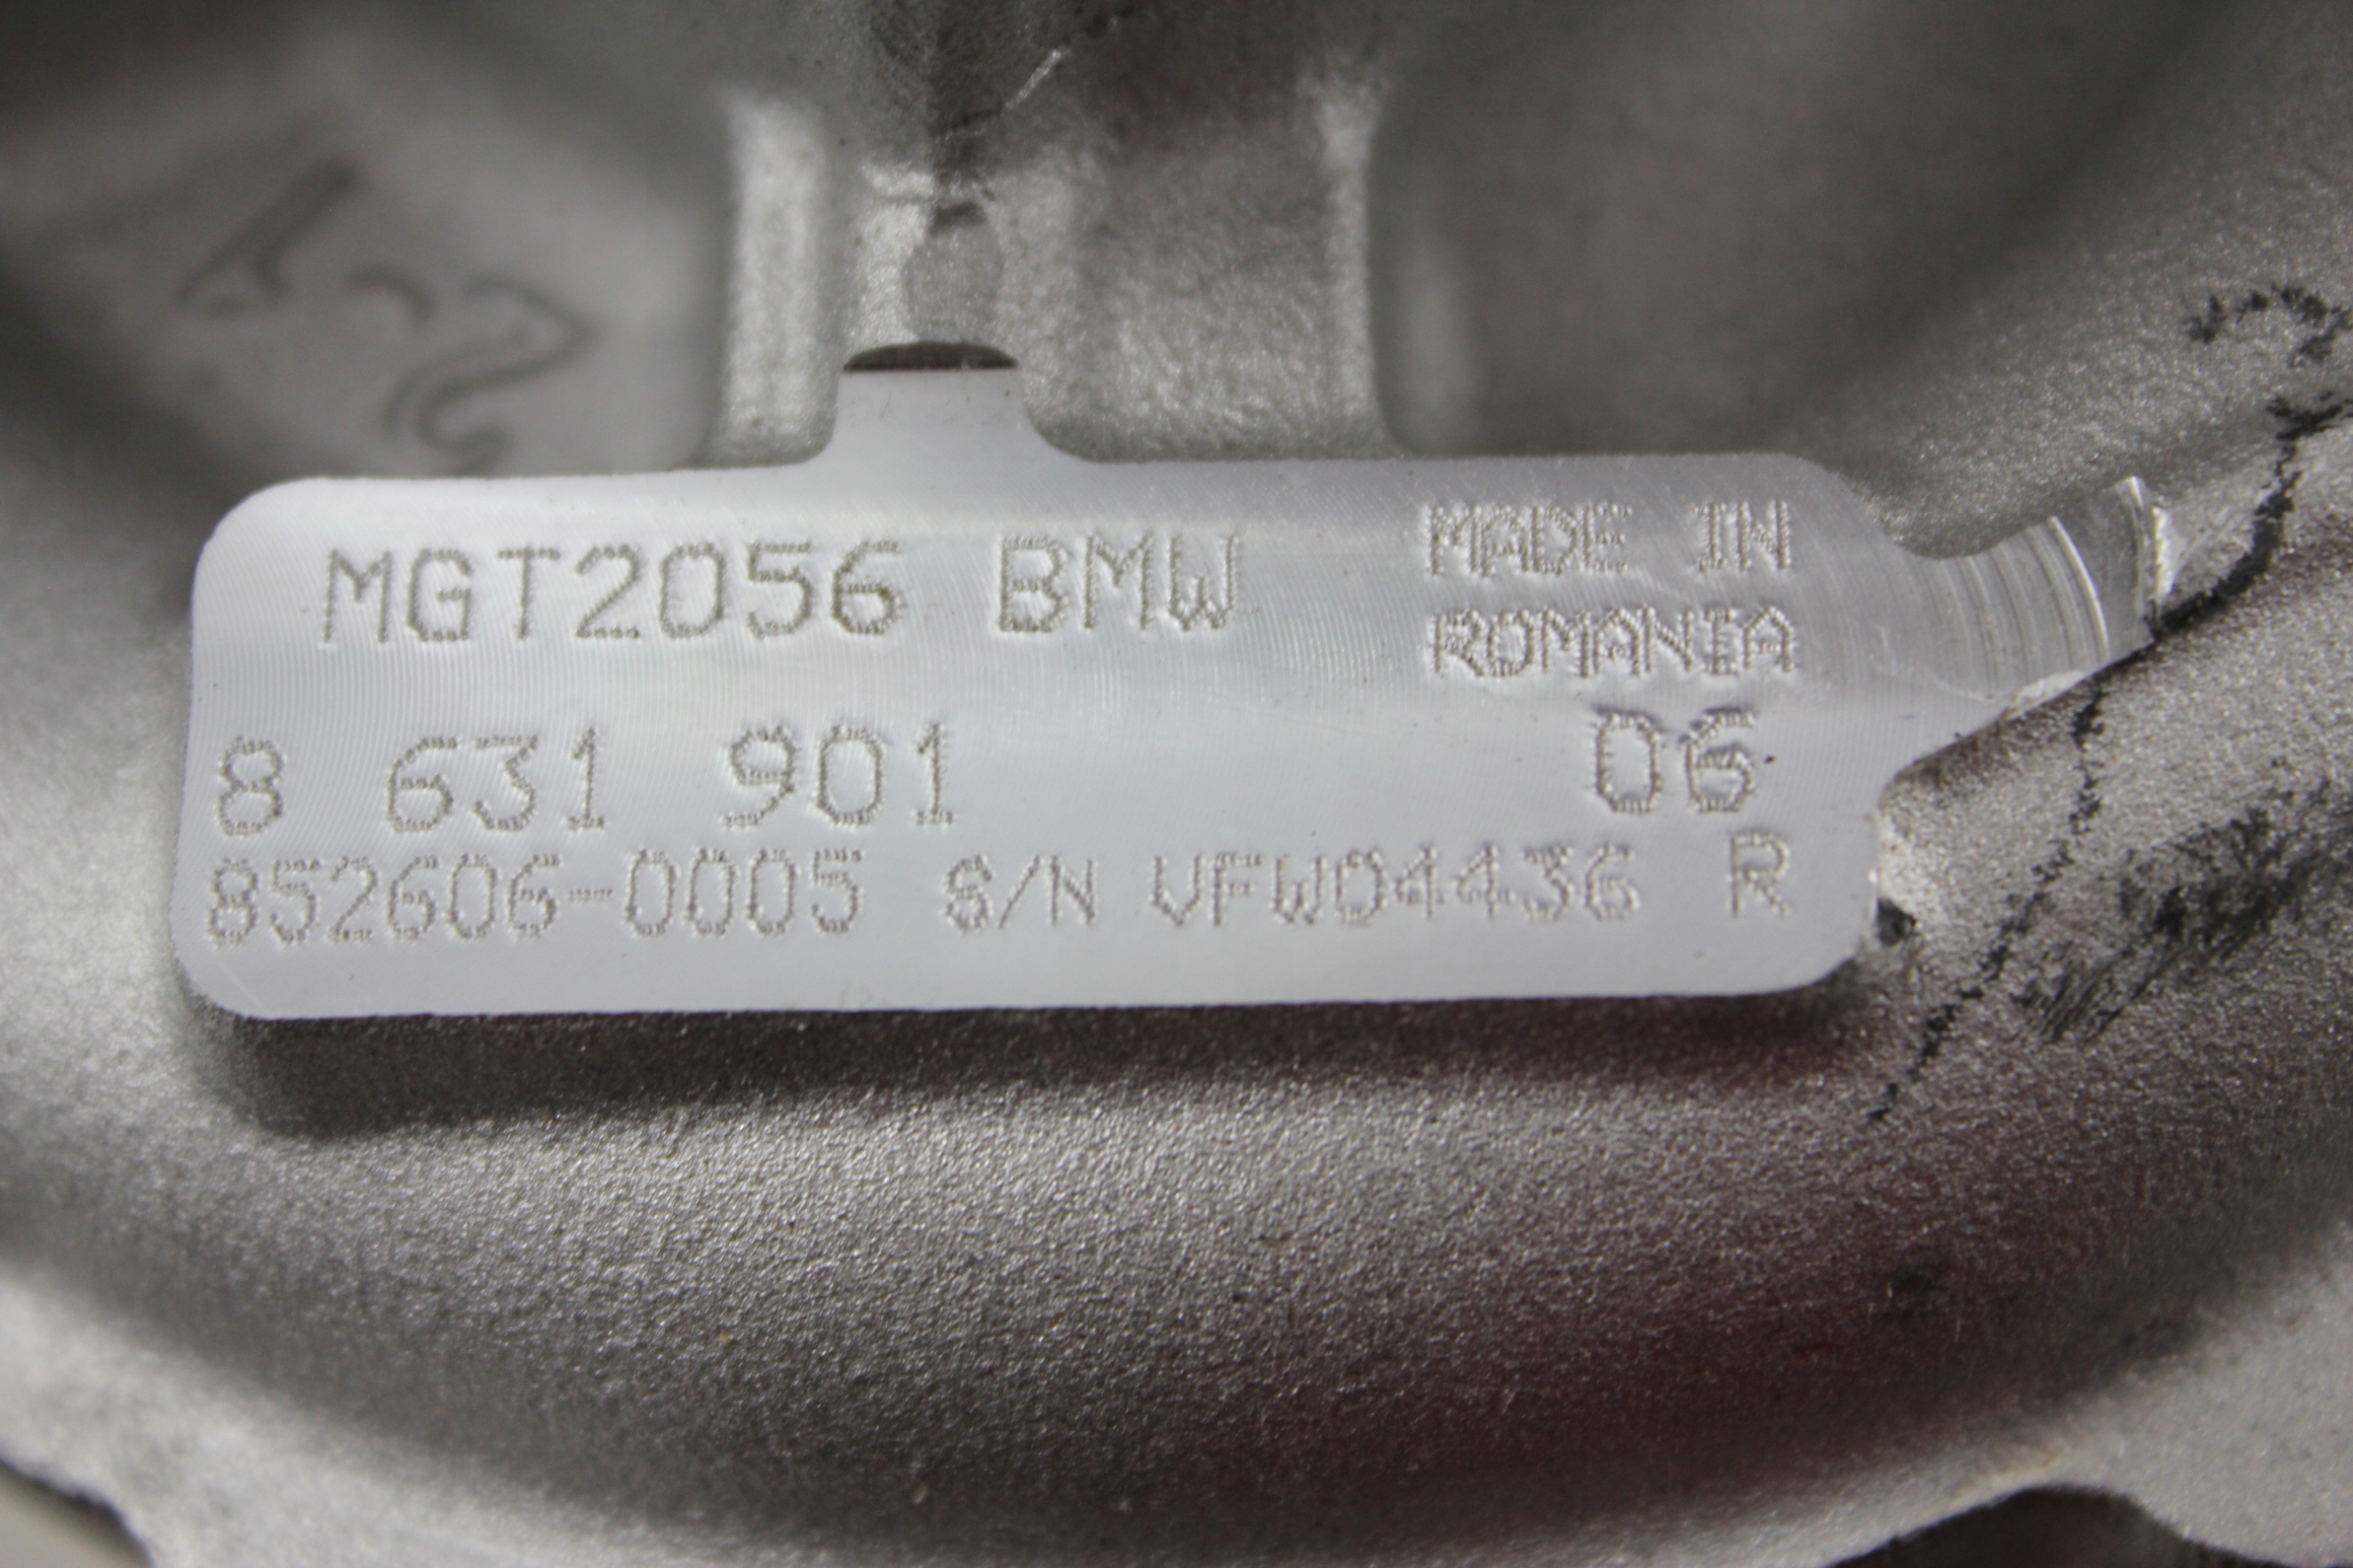 MGT2056 BMW
MADE IN
ROMANIA
8 631 901
06
852606-0005 S/N VFW04436 R